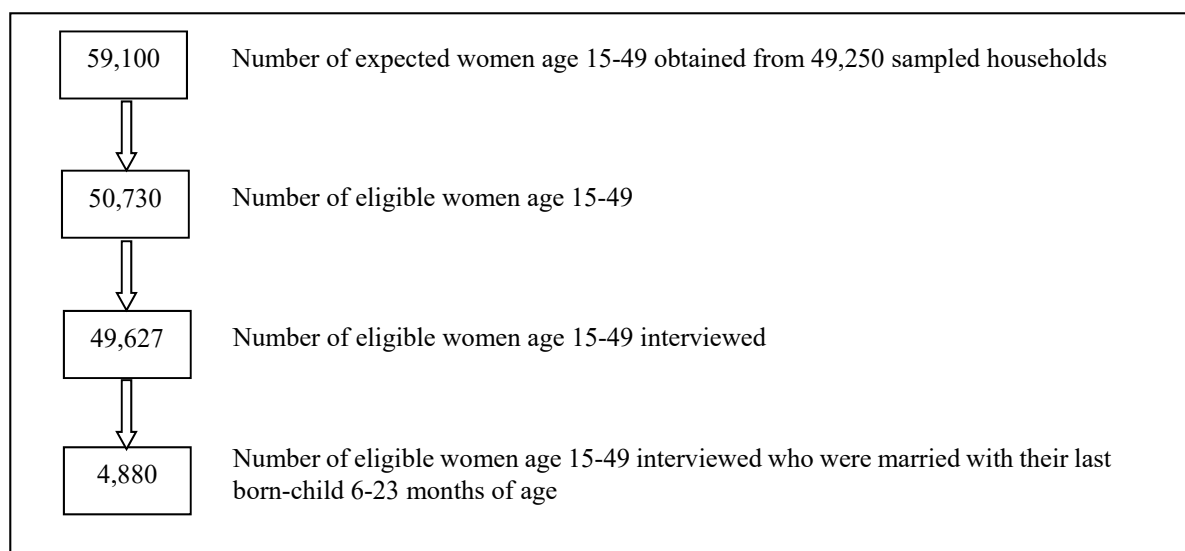 59,100 Number of expected women age 15-49 obtained from 49,250 sampled households
50,730 Number of eligible women age 15-49
49,627 Number of eligible women age 15-49 interviewed
4,880 Number of eligible women age 15-49 interviewed who were married with their last
born-child 6-23 months of age